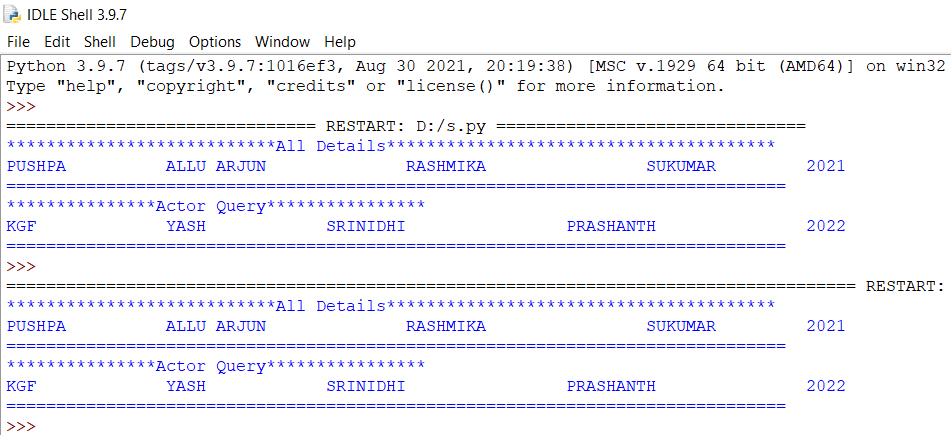 IDLE Shell 3.9.7
File Edit Shell Debug Options Window Help
Python 3.9.7 (tags/v3.9.7:1016ef3, Aug 30 2021, 20:19:38) [MSC v.1929 64 bit (AMD64)] on win32
Type "help", "copyright", "credits" or "license()" for more information.
>>>
=============================== RESTART: D:/s.py ===============================
***************************All Details***************************************
PUSHPA          ALLU ARJUN              RASHMIKA                SUKUMAR         2021
==============================================================================
***************Actor Query****************
KGF             YASH            SRINIDHI                PRASHANTH               2022
==============================================================================
>>>
===================================================================================== RESTART:
***************************All Details***************************************
PUSHPA          ALLU ARJUN              RASHMIKA                SUKUMAR         2021
==============================================================================
***************Actor Query****************
KGF             YASH            SRINIDHI                PRASHANTH               2022
==============================================================================
>>>